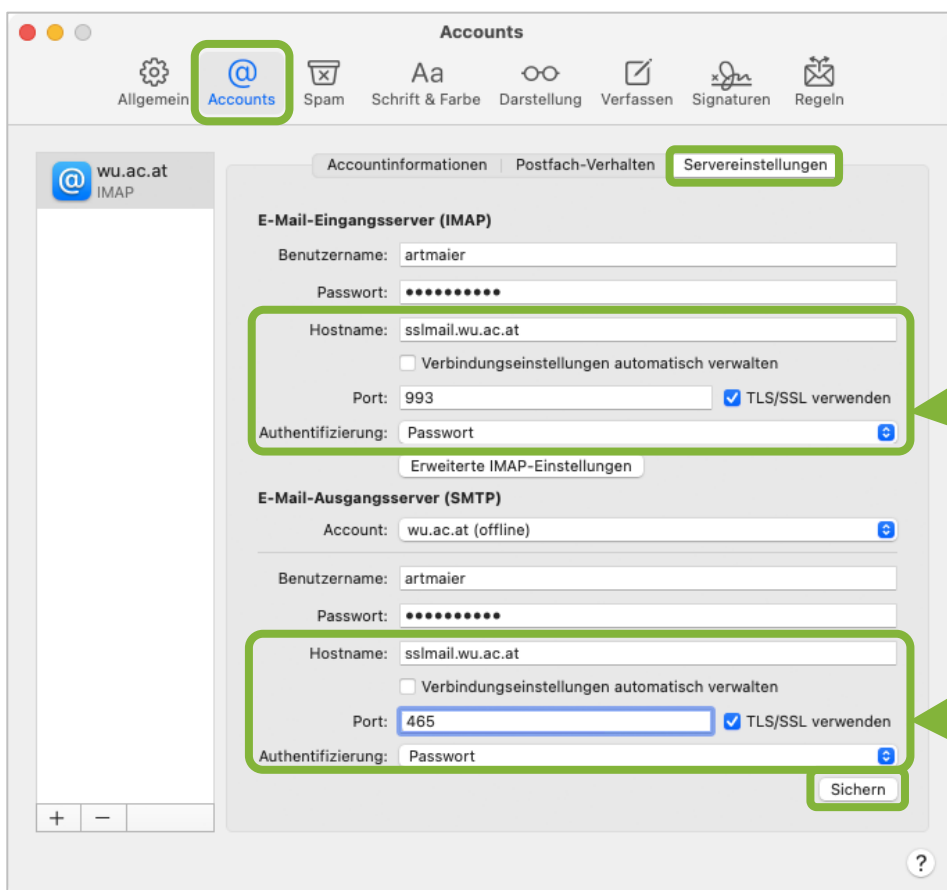 Accounts
Allgemein Accounts Spam Aa Schrift & Farbe Darstellung Verfassen Signaturen Regeln
wu.ac.at
IMAP
Accountinformationen Postfach-Verhalten Servereinstellungen
E-Mail-Eingangsserver (IMAP)
Benutzername: artmaier
Passwort: ••••••••••
Hostname: sslmail.wu.ac.at
Verbindungseinstellungen automatisch verwalten
Port: 993 TLS/SSL verwenden
Authentifizierung: Passwort
Erweiterte IMAP-Einstellungen
E-Mail-Ausgangsserver (SMTP)
Account: wu.ac.at (offline)
Benutzername: artmaier
Passwort: ••••••••••
Hostname: sslmail.wu.ac.at
Verbindungseinstellungen automatisch verwalten
Port: 465 TLS/SSL verwenden
Authentifizierung: Passwort
Sichern
+ −
?